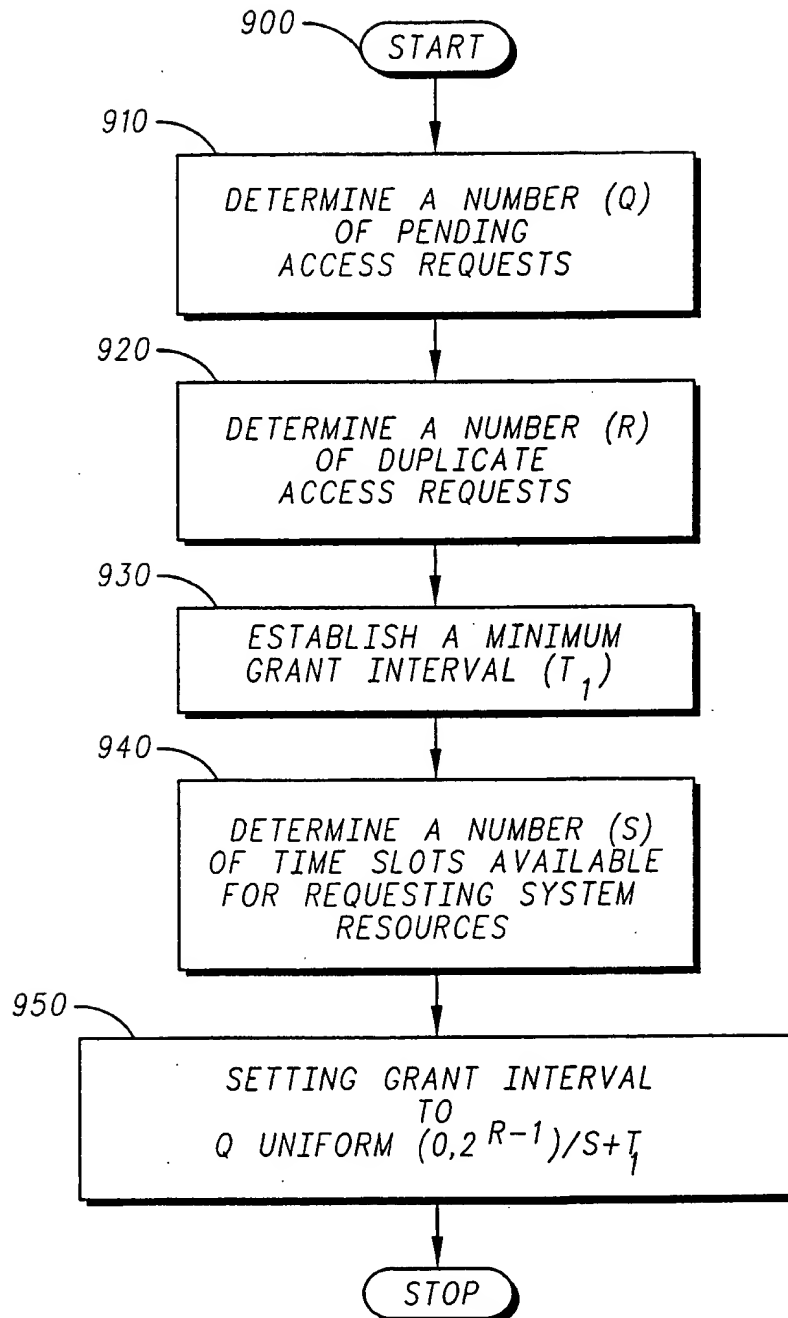 900
START
910
DETERMINE A NUMBER (Q)
OF PENDING
ACCESS REQUESTS
920
DETERMINE A NUMBER (R)
OF DUPLICATE
ACCESS REQUESTS
930
ESTABLISH A MINIMUM
GRANT INTERVAL (T₁)
940
DETERMINE A NUMBER (S)
OF TIME SLOTS AVAILABLE
FOR REQUESTING SYSTEM
RESOURCES
950
SETTING GRANT INTERVAL
TO
Q UNIFORM (0,2^R-1)/S+T₁
STOP